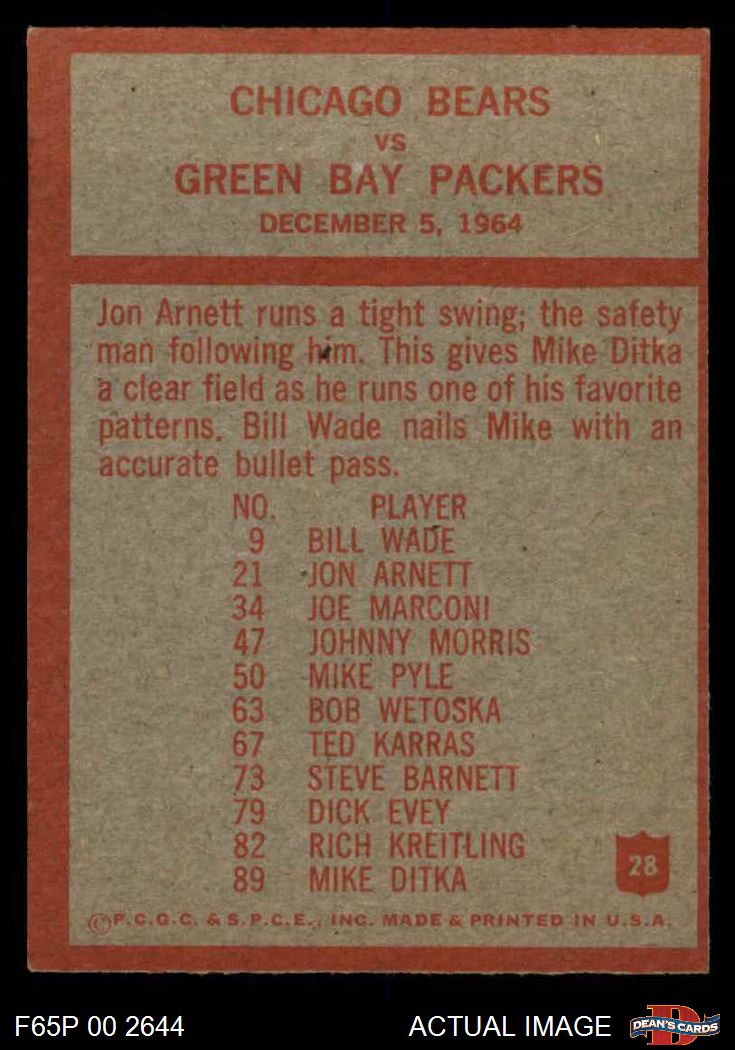 CHICAGO BEARS
VS
GREEN BAY PACKERS
DECEMBER 5, 1964
Jon Arnett runs a tight swing; the safety
man following him. This gives Mike Ditka
a clear field as he runs one of his favorite
patterns. Bill Wade nails Mike with an
accurate bullet pass.
NO. PLAYER
9 BILL WADE
21 JON ARNETT
34 JOE MARCONI
47 JOHNNY MORRIS
50 MIKE PYLE
63 BOB WETOSKA
67 TED KARRAS
73 STEVE BARNETT
79 DICK EVEY
82 RICH KREITLING
89 MIKE DITKA
28
©P.C.G.C. & S.P.C.E., INC. MADE & PRINTED IN U.S.A.
F65P 00 2644 ACTUAL IMAGE
D
DEAN'S CARDS